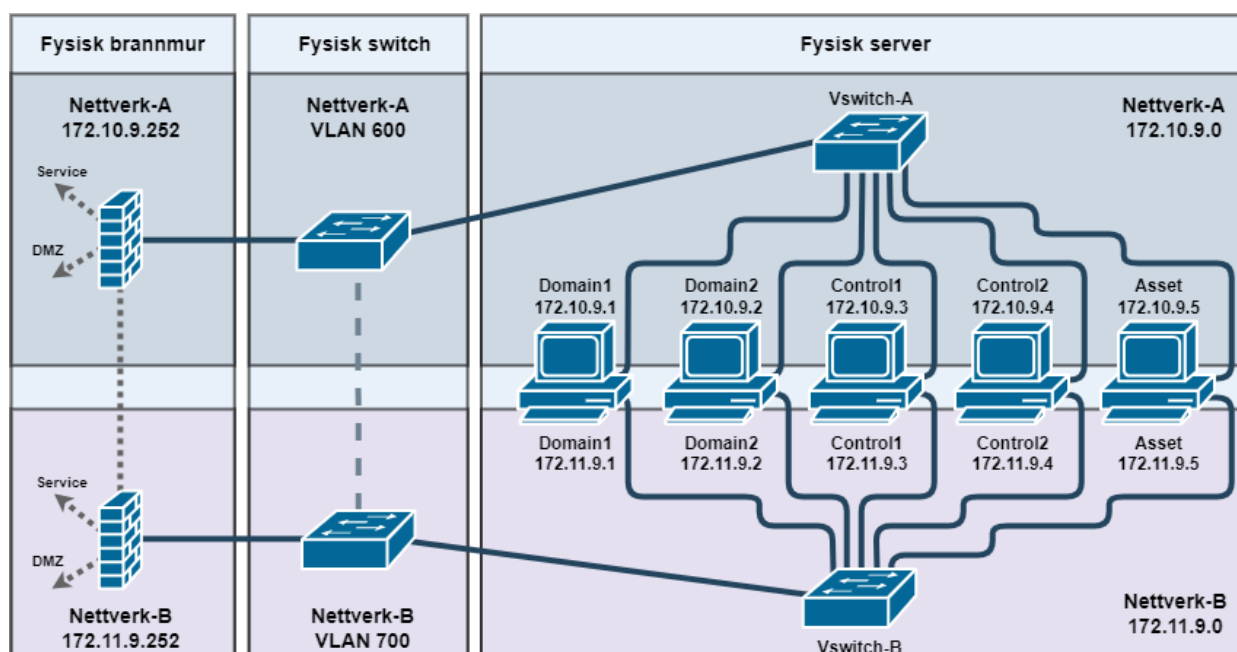 Fysisk brannmur
Fysisk switch
Fysisk server
Nettverk-A
172.10.9.252
Service
DMZ
Nettverk-A
VLAN 600
Vswitch-A
Nettverk-A
172.10.9.0
Domain1
172.10.9.1
Domain2
172.10.9.2
Control1
172.10.9.3
Control2
172.10.9.4
Asset
172.10.9.5
Domain1
172.11.9.1
Domain2
172.11.9.2
Control1
172.11.9.3
Control2
172.11.9.4
Asset
172.11.9.5
Service
DMZ
Nettverk-B
172.11.9.252
Nettverk-B
VLAN 700
Vswitch-B
Nettverk-B
172.11.9.0